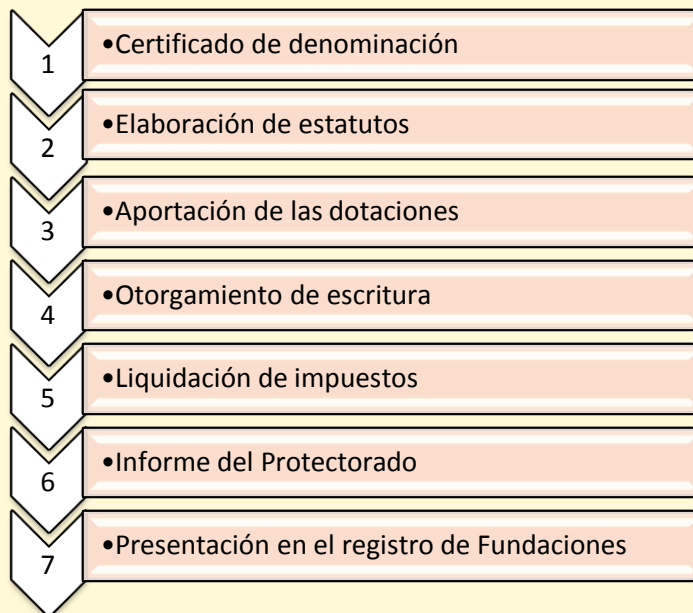 1 •Certificado de denominación
2 •Elaboración de estatutos
3 •Aportación de las dotaciones
4 •Otorgamiento de escritura
5 •Liquidación de impuestos
6 •Informe del Protectorado
7 •Presentación en el registro de Fundaciones